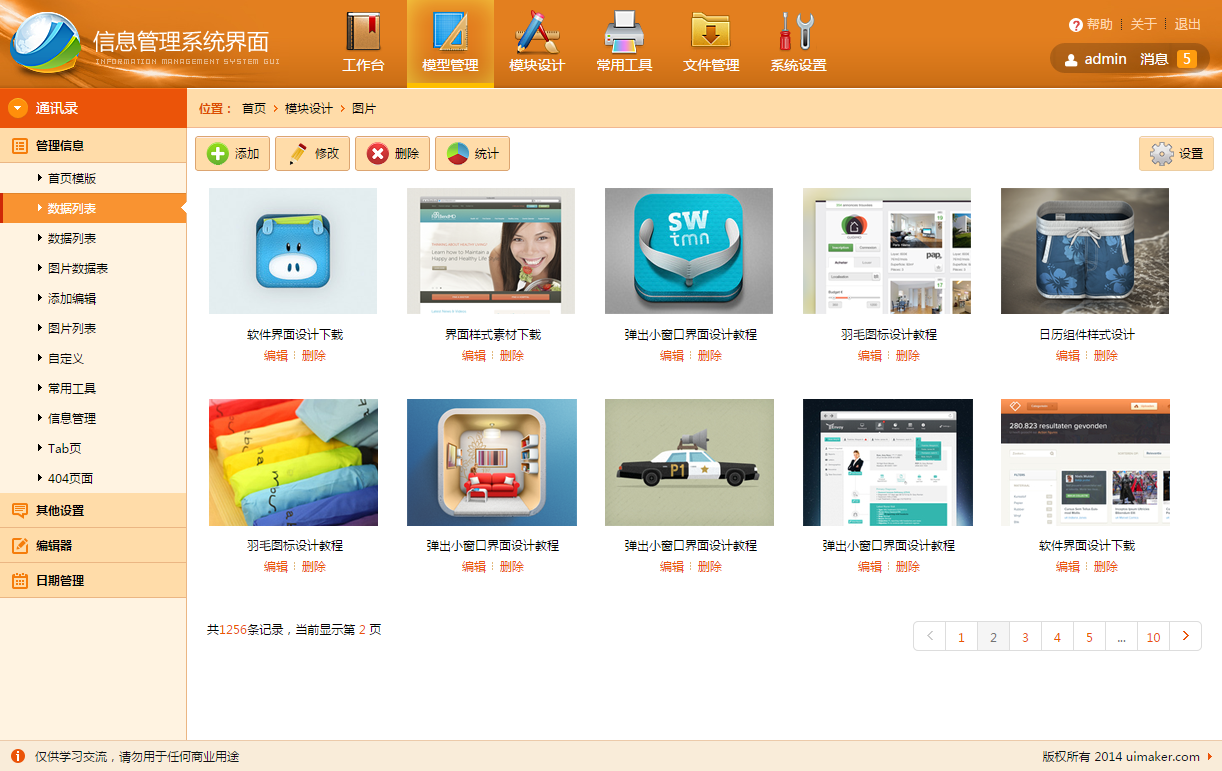 信息管理系统界面
INFORMATION MANAGEMENT SYSTEM GUI
工作台
模型管理
模块设计
常用工具
文件管理
系统设置
帮助 关于 退出
admin 消息 5
通讯录
位置： 首页 > 模块设计 > 图片
管理信息
首页模版
数据列表
数据列表
图片数据表
添加编辑
图片列表
自定义
常用工具
信息管理
Tab页
404页面
其他设置
编辑器
日期管理
添加
修改
删除
统计
设置
SW
tmn
软件界面设计下载
编辑 删除
界面样式素材下载
编辑 删除
弹出小窗口界面设计教程
编辑 删除
羽毛图标设计教程
编辑 删除
日历组件样式设计
编辑 删除
P1
280.823 resultaten gevonden
羽毛图标设计教程
编辑 删除
弹出小窗口界面设计教程
编辑 删除
弹出小窗口界面设计教程
编辑 删除
弹出小窗口界面设计教程
编辑 删除
软件界面设计下载
编辑 删除
共1256条记录，当前显示第 2 页
< 1 2 3 4 5 ... 10 >
仅供学习交流，请勿用于任何商业用途
版权所有 2014 uimaker.com